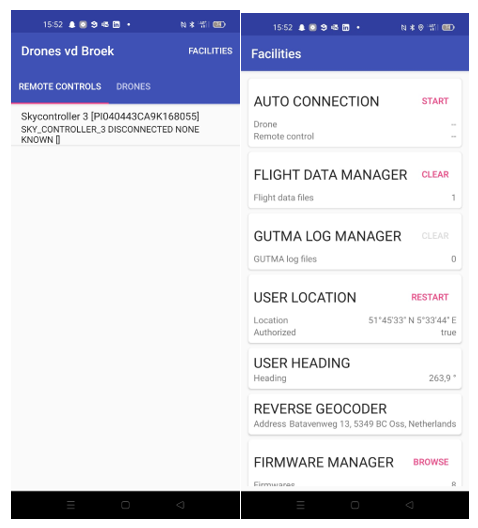 15:52
Drones vd Broek
FACILITIES
REMOTE CONTROLS DRONES
Skycontroller 3 [PI040443CA9K168055]
SKY_CONTROLLER_3 DISCONNECTED NONE
KNOWN []
15:52
Facilities
AUTO CONNECTION START
Drone --
Remote control --
FLIGHT DATA MANAGER CLEAR
Flight data files 1
GUTMA LOG MANAGER CLEAR
GUTMA log files 0
USER LOCATION RESTART
Location 51°45'33" N 5°33'44" E
Authorized true
USER HEADING
Heading 263,9 °
REVERSE GEOCODER
Address Batavenweg 13, 5349 BC Oss, Netherlands
FIRMWARE MANAGER BROWSE
Firmwares 8